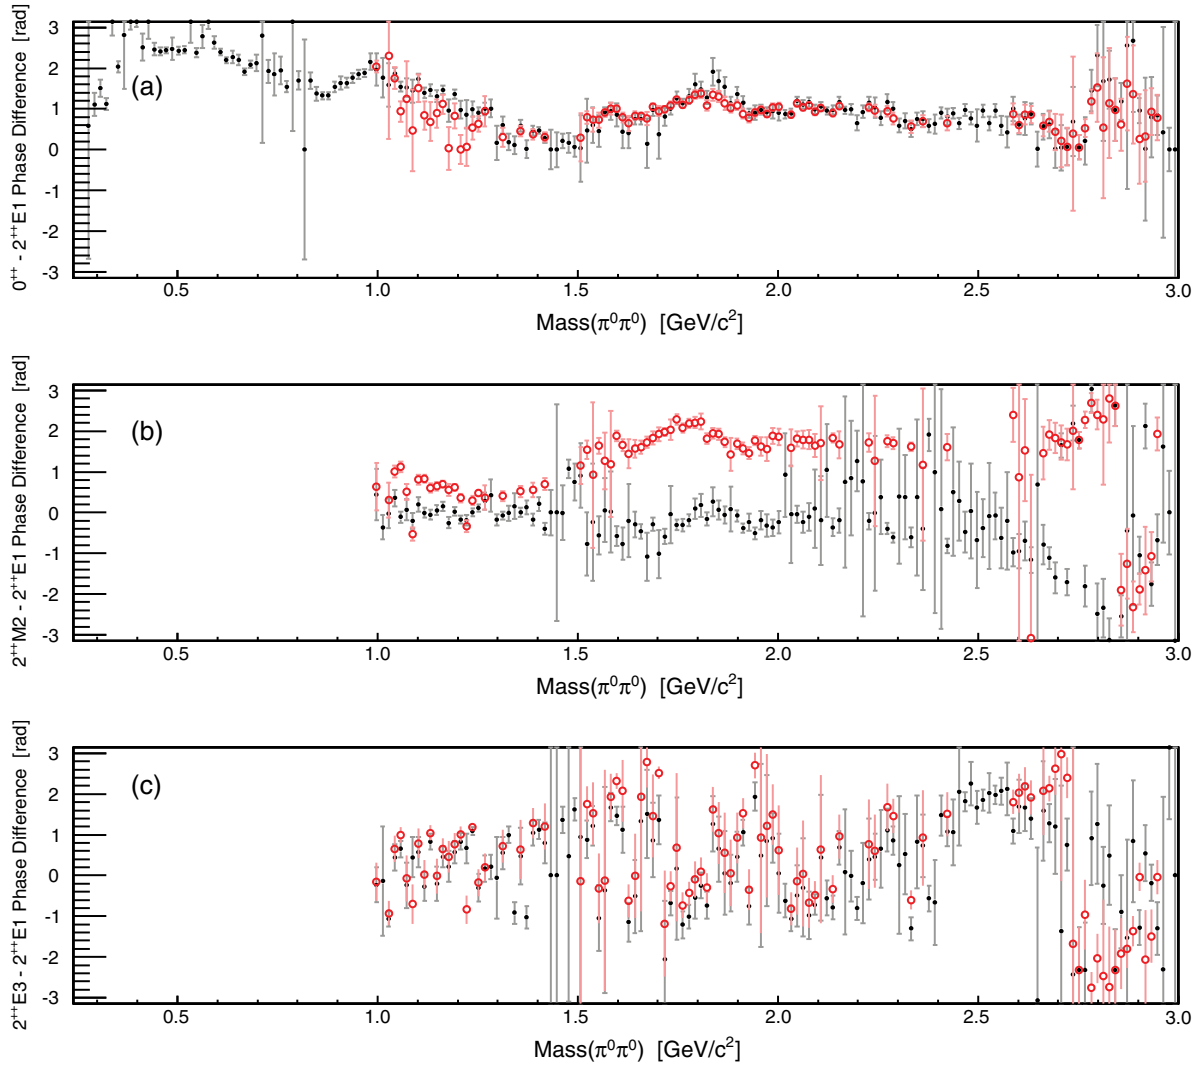 0⁺⁺ - 2⁺⁺E1 Phase Difference [rad]
3
2
1
0
-1
-2
-3
(a)
0.5 1.0 1.5 2.0 2.5 3.0
Mass(π⁰π⁰) [GeV/c²]
2⁺⁺M2 - 2⁺⁺E1 Phase Difference [rad]
3
2
1
0
-1
-2
-3
(b)
0.5 1.0 1.5 2.0 2.5 3.0
Mass(π⁰π⁰) [GeV/c²]
2⁺⁺E3 - 2⁺⁺E1 Phase Difference [rad]
3
2
1
0
-1
-2
-3
(c)
0.5 1.0 1.5 2.0 2.5 3.0
Mass(π⁰π⁰) [GeV/c²]